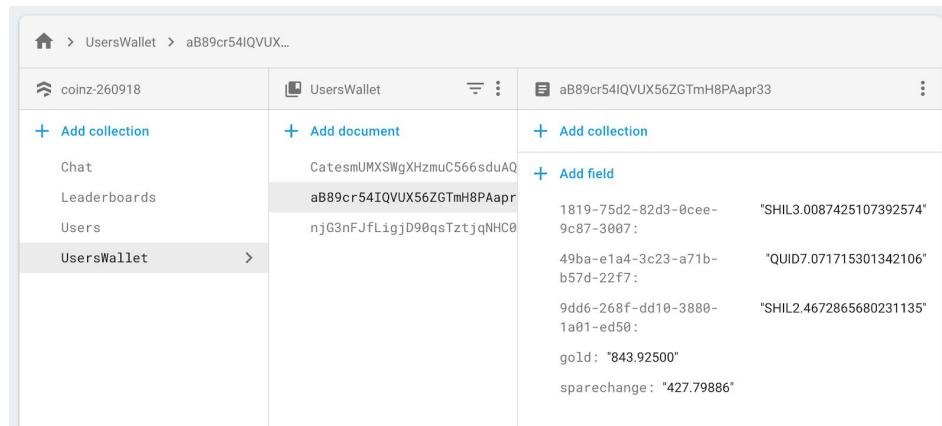 UsersWallet > aB89cr54IQVUX...
coinz-260918
Add collection
Chat
Leaderboards
Users
UsersWallet
UsersWallet
Add document
CatesmUMXSWgXHzmuC566sduAQ
aB89cr54IQVUX56ZGTmH8PAapr
njG3nFJfLigjD90qsTztjqNHC0
aB89cr54IQVUX56ZGTmH8PAapr33
Add collection
Add field
1819-75d2-82d3-0cee- "SHIL3.0087425107392574"
9c87-3007:
49ba-e1a4-3c23-a71b- "QUID7.071715301342106"
b57d-22f7:
9dd6-268f-dd10-3880- "SHIL2.4672865680231135"
1a01-ed50:
gold: "843.92500"
sparechange: "427.79886"